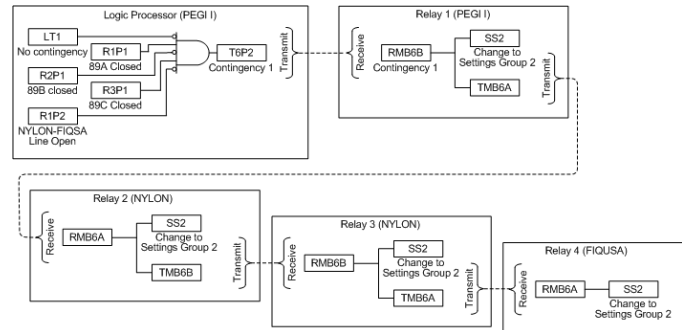 Logic Processor (PEGI I)
LT1
No contingency
R1P1
89A Closed
R2P1
89B closed
R3P1
89C Closed
R1P2
NYLON-FIQSA
Line Open
T6P2
Contingency 1
Transmit
Relay 1 (PEGI I)
Receive
RMB6B
Contingency 1
SS2
Change to
Settings Group 2
TMB6A
Transmit
Relay 2 (NYLON)
Receive
RMB6A
SS2
Change to
Settings Group 2
TMB6B
Transmit
Relay 3 (NYLON)
Receive
RMB6B
SS2
Change to
Settings Group 2
TMB6A
Transmit
Relay 4 (FIQUSA)
Receive
RMB6A
SS2
Change to
Settings Group 2